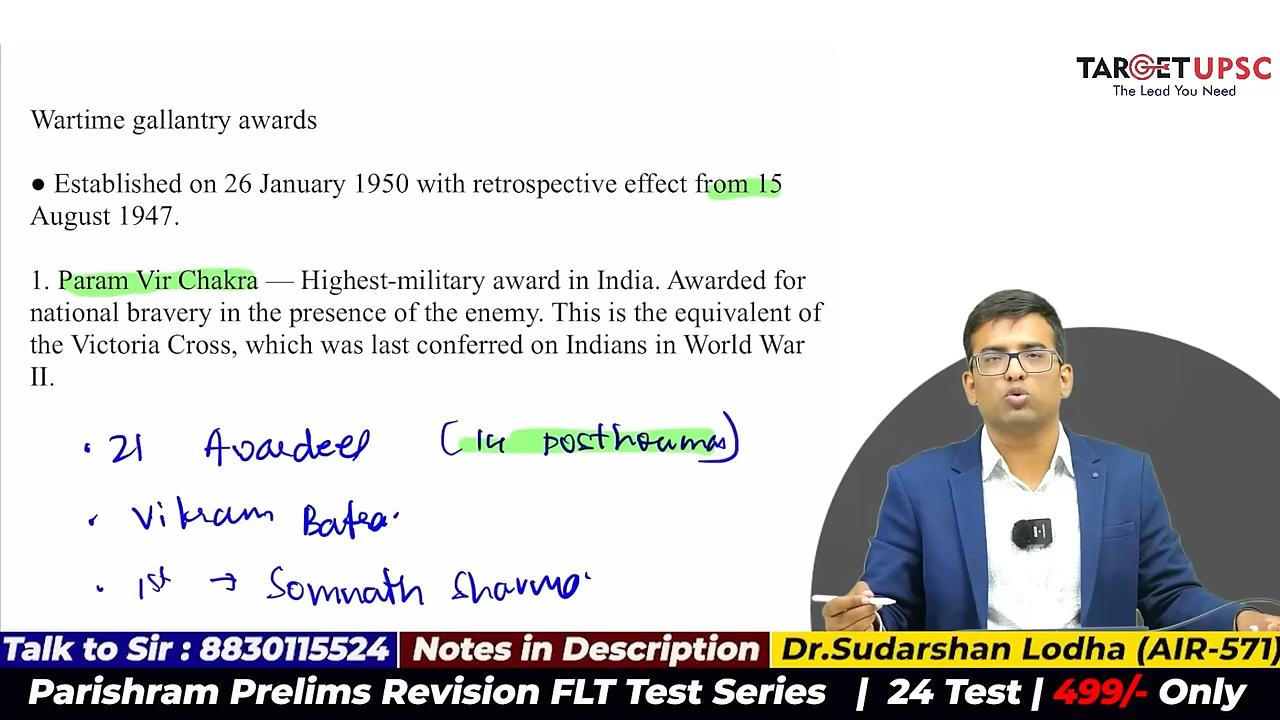 TARGETUPSC
The Lead You Need
Wartime gallantry awards
● Established on 26 January 1950 with retrospective effect from 15
August 1947.
1. Param Vir Chakra — Highest-military award in India. Awarded for
national bravery in the presence of the enemy. This is the equivalent of
the Victoria Cross, which was last conferred on Indians in World War
II.
• 21 Awardeed (14 posthoumas)
• Vikram Batra.
• 1st → Somnath Sharma
Talk to Sir : 8830115524 | Notes in Description | Dr.Sudarshan Lodha (AIR-571)
Parishram Prelims Revision FLT Test Series | 24 Test | 499/- Only